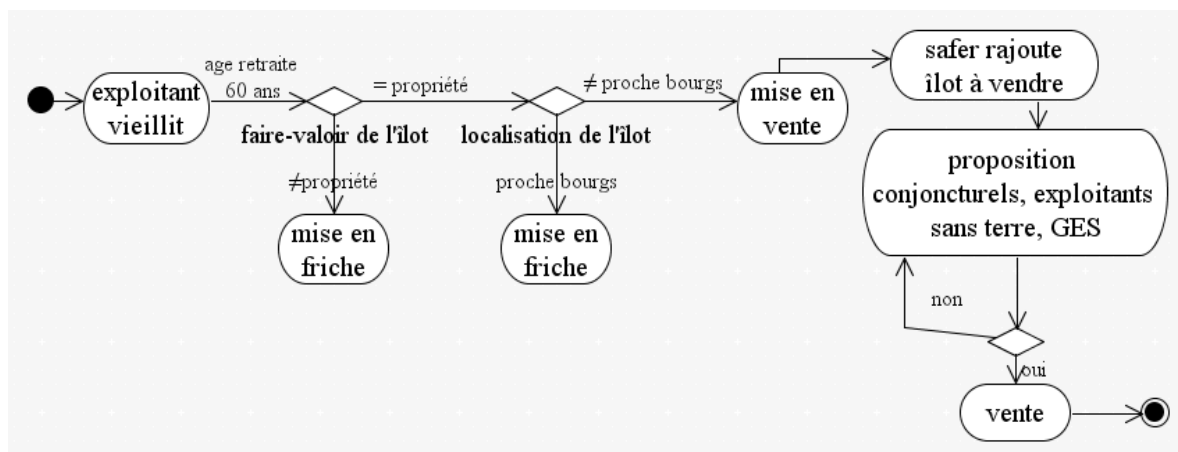 exploitant
vieillit
age retraite
60 ans
faire-valoir de l'îlot
= propriété
≠propriété
mise en
friche
localisation de l'îlot
≠ proche bourgs
proche bourgs
mise en
friche
mise en
vente
safer rajoute
îlot à vendre
proposition
conjoncturels, exploitants
sans terre, GES
non
oui
vente